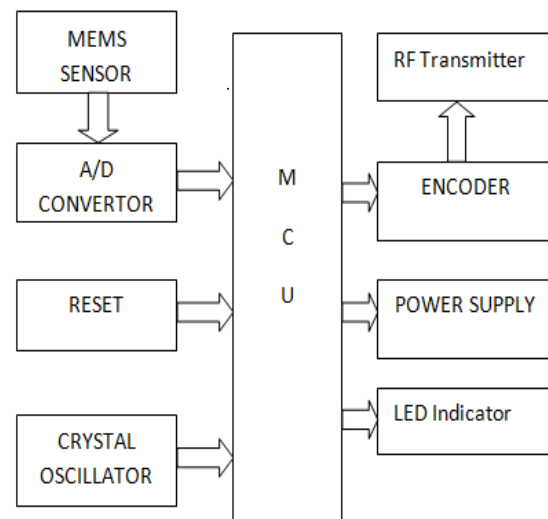 MEMS
SENSOR
A/D
CONVERTOR
RESET
CRYSTAL
OSCILLATOR
M
C
U
RF Transmitter
ENCODER
POWER SUPPLY
LED Indicator